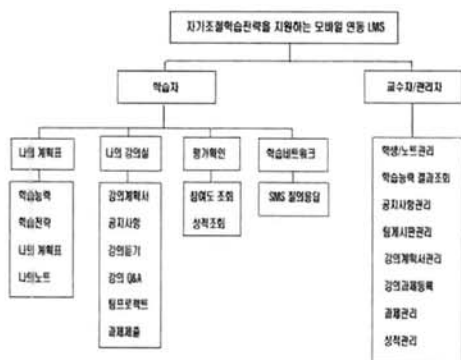 자기조절학습전략을 지원하는 모바일 연동 LMS
학습자
교수자/관리자
나의 계획표
나의 강의실
평가확인
학습네트워크
학습능력
학습전략
나의 계획표
나의노트
강의계획서
공지사항
강의듣기
강의 Q&A
팀프로젝트
과제제출
참여도 조회
성적조회
SMS 질의응답
학생/노트관리
학습능력 결과조회
공지사항관리
팀게시판관리
강의계획서관리
강의과제등록
과제관리
성적관리